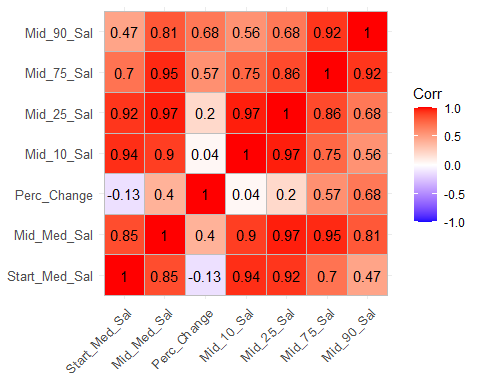 Mid_90_Sal 0.47 0.81 0.68 0.56 0.68 0.92 1
Mid_75_Sal 0.7 0.95 0.57 0.75 0.86 1 0.92
Mid_25_Sal 0.92 0.97 0.2 0.97 1 0.86 0.68
Mid_10_Sal 0.94 0.9 0.04 1 0.97 0.75 0.56
Perc_Change -0.13 0.4 1 0.04 0.2 0.57 0.68
Mid_Med_Sal 0.85 1 0.4 0.9 0.97 0.95 0.81
Start_Med_Sal 1 0.85 -0.13 0.94 0.92 0.7 0.47
Start_Med_Sal Mid_Med_Sal Perc_Change Mid_10_Sal Mid_25_Sal Mid_75_Sal Mid_90_Sal
Corr
1.0
0.5
0.0
-0.5
-1.0